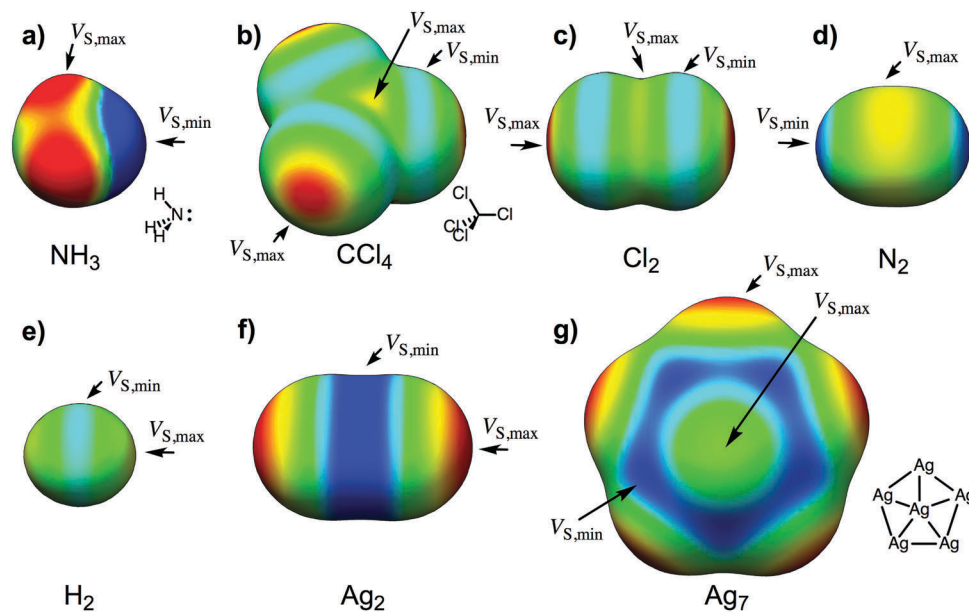 a)
V_S,max
V_S,min
H
N:
H
H
NH3
b)
V_S,max
V_S,min
V_S,max
Cl
Cl
Cl
Cl
CCl4
c)
V_S,max
V_S,min
V_S,max
Cl2
d)
V_S,max
V_S,min
N2
e)
V_S,min
V_S,max
H2
f)
V_S,min
V_S,max
Ag2
g)
V_S,max
V_S,max
V_S,min
Ag
Ag
Ag
Ag
Ag
Ag
Ag7